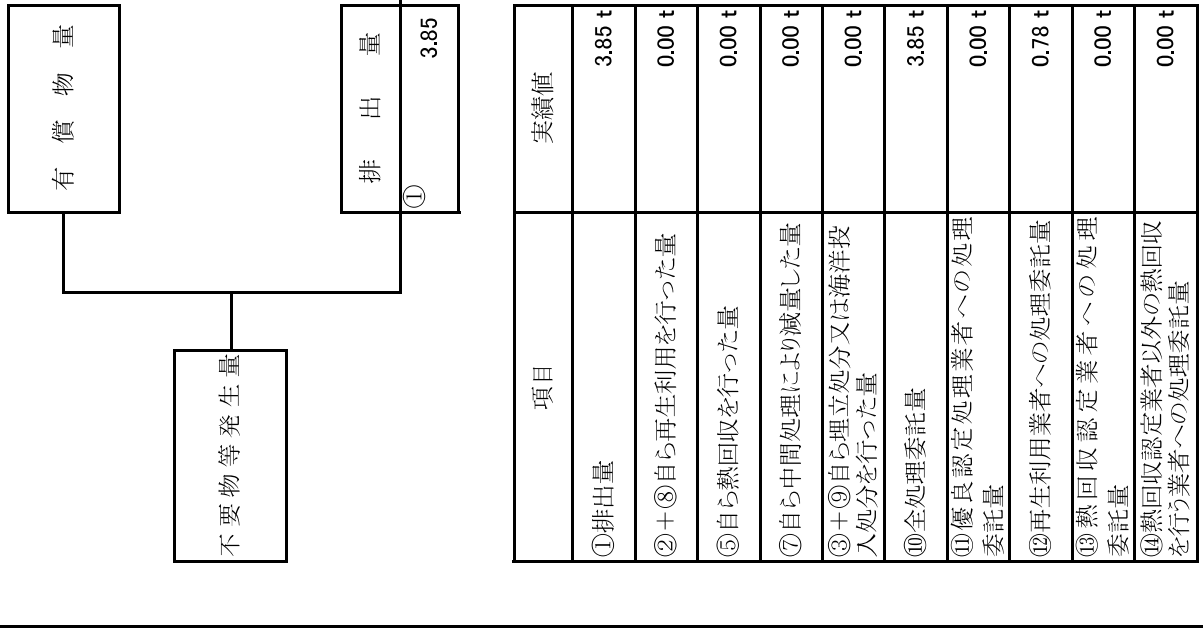 有償物量
不要物等発生量
排出量
①
3.85
項目 実績値
①排出量 3.85 t
②＋⑧自ら再生利用を行った量 0.00 t
⑤自ら熱回収を行った量 0.00 t
⑦自ら中間処理により減量した量 0.00 t
③＋⑨自ら埋立処分又は海洋投
入処分を行った量 0.00 t
⑩全処理委託量 3.85 t
⑪優良認定処理業者への処理
委託量 0.00 t
⑫再生利用業者への処理委託量 0.78 t
⑬熱回収認定業者への処理
委託量 0.00 t
⑭熱回収認定業者以外の熱回収
を行う業者への処理委託量 0.00 t